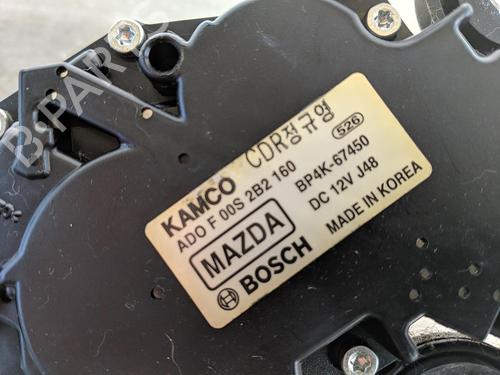 KAMCO CDR정규영
ADO F 00S 2B2 160 526
MAZDA BP4K-67450
DC 12V J48
BOSCH MADE IN KOREA
B-PARTS